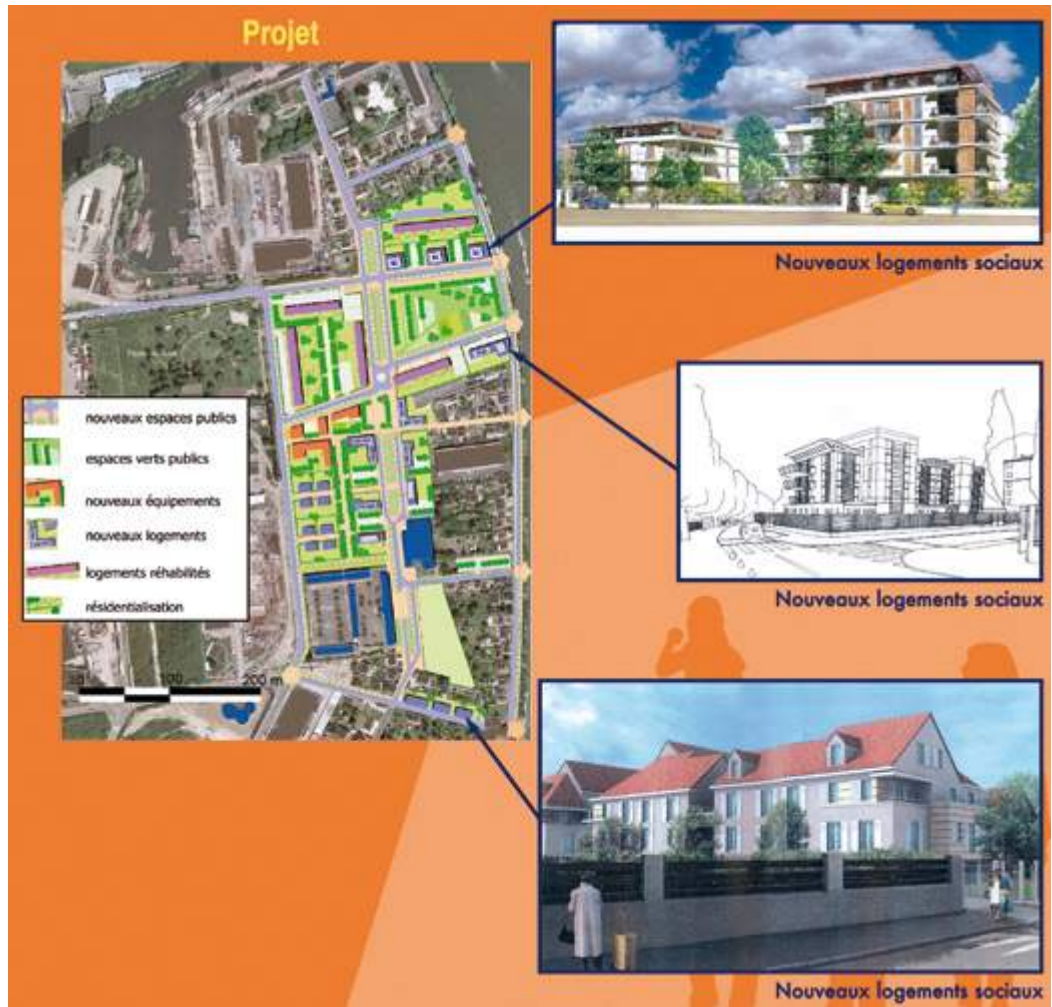 Projet
Nouveaux logements sociaux
nouveaux espaces publics
espaces verts publics
nouveaux équipements
nouveaux logements
logements réhabilités
résidentialisation
Nouveaux logements sociaux
200 m
Nouveaux logements sociaux